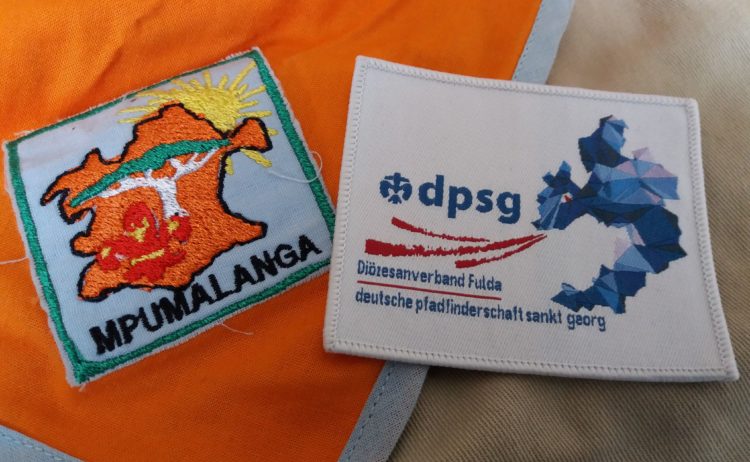 MPUMALANGA
dpsg
Diözesanverband Fulda
deutsche pfadfinderschaft sankt georg